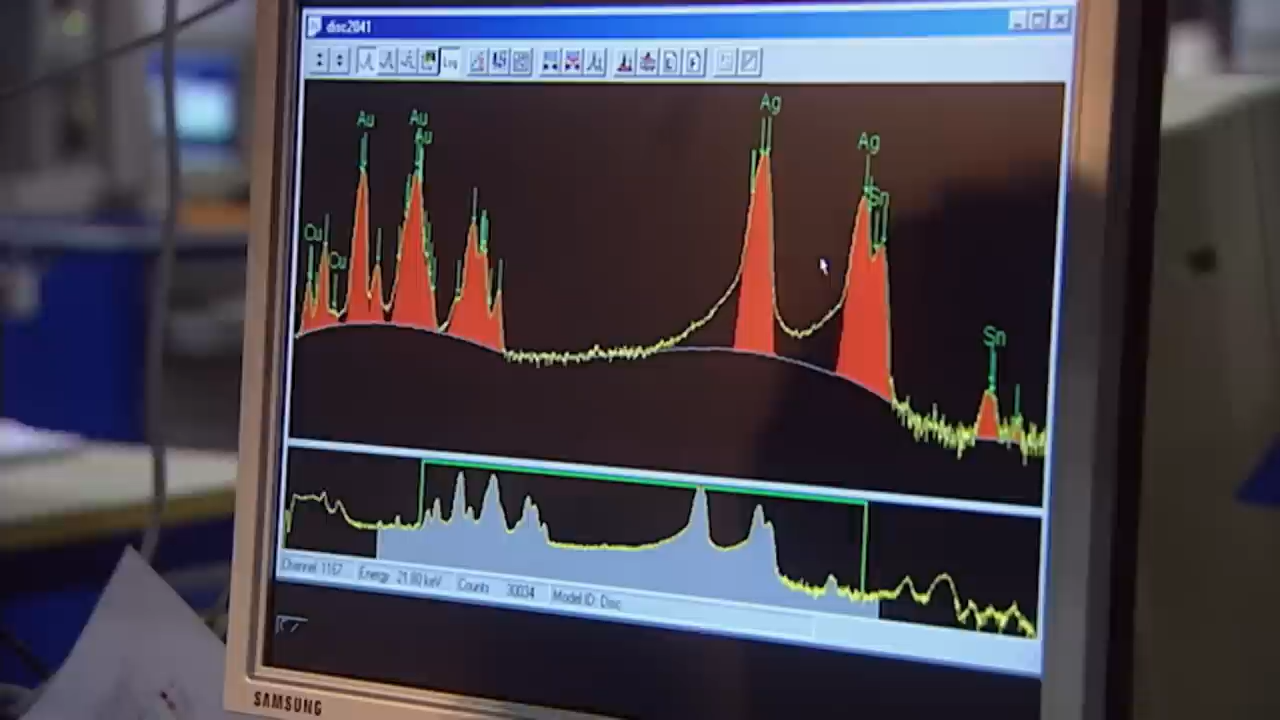 disc2041
Log
Au
Au
Au
Cu
Cu
Ag
Ag
Sn
Sn
Channel 1167 Energy 21.80 keV Counts 30034 Model ID: Disc
SAMSUNG